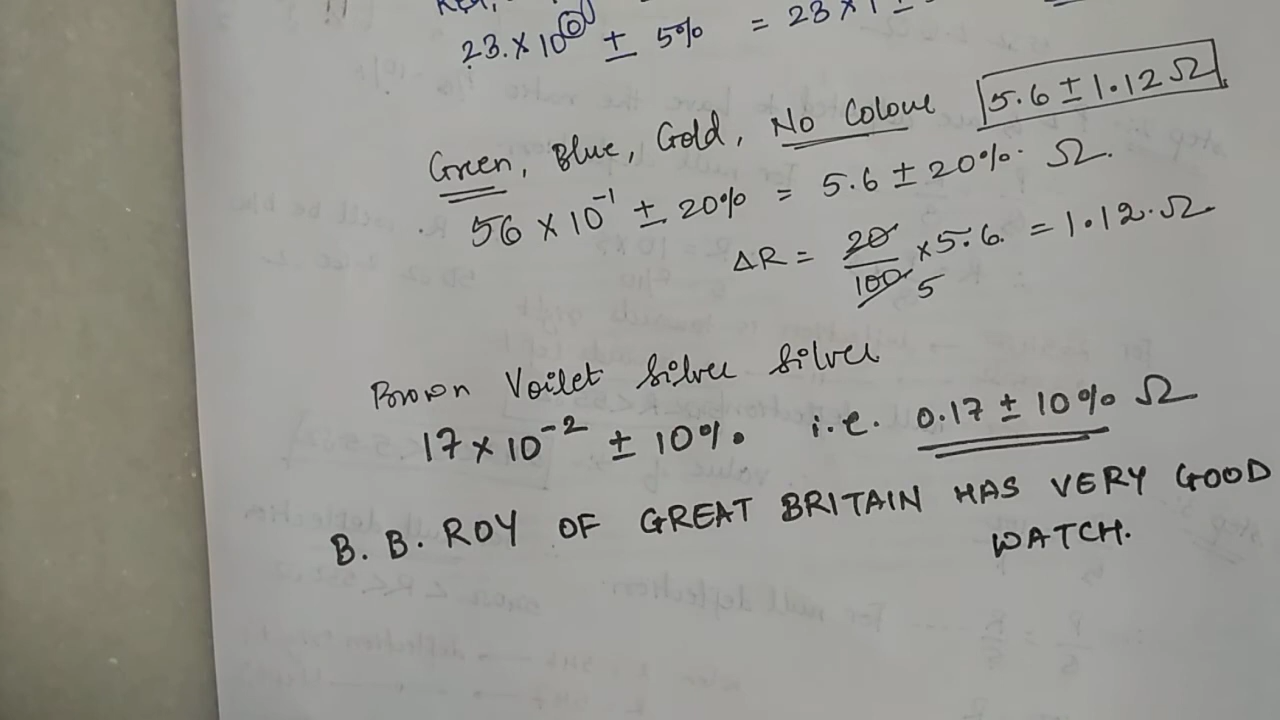 23.×10⁰ ± 5% = 23×1±
Green, Blue, Gold, No Colour 5.6 ± 1.12 Ω
56 × 10⁻¹ ± 20% = 5.6 ± 20% Ω.
ΔR = 20/100 × 5.6. = 1.12.Ω
5
Brown Voilet Silver Silver
17 × 10⁻² ± 10%. i.e. 0.17 ± 10% Ω
B. B. ROY OF GREAT BRITAIN HAS VERY GOOD
WATCH.